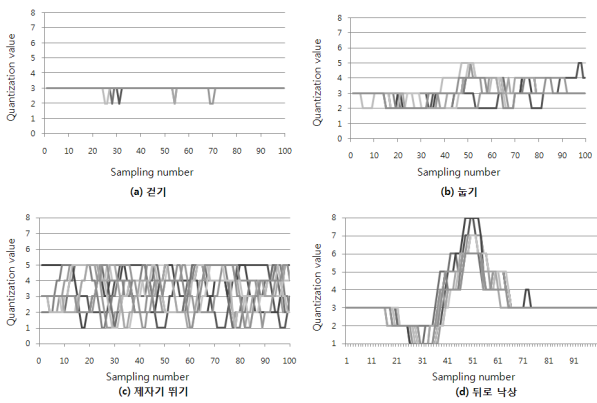 8
7
6
5
4
3
2
1
0
Quantization value
0 10 20 30 40 50 60 70 80 90 100
Sampling number
(a) 걷기
8
7
6
5
4
3
2
1
0
Quantization value
0 10 20 30 40 50 60 70 80 90 100
Sampling number
(b) 눕기
8
7
6
5
4
3
2
1
0
Quantization value
0 10 20 30 40 50 60 70 80 90 100
Sampling number
(c) 제자기 뛰기
8
7
6
5
4
3
2
1
Quantization value
1 11 21 31 41 51 61 71 81 91
Sampling number
(d) 뒤로 낙상